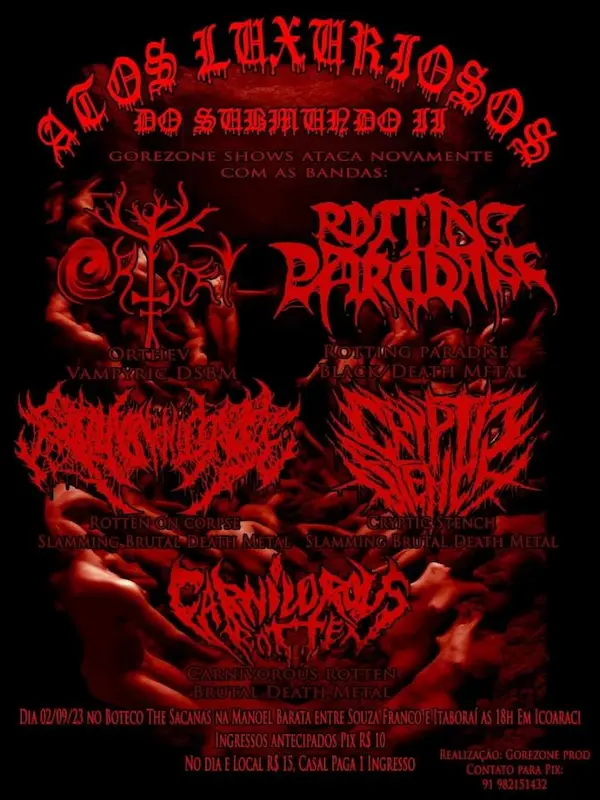 ATOS LUXURIOSOS
DO SUBMUNDO II
GOREZONE SHOWS ATACA NOVAMENTE
COM AS BANDAS:
ORTHEY
ROTTING PARADISE
ORTHEV
VAMPYRIC DSBM
ROTTING PARADISE
BLACK/DEATH METAL
CRYPTIC STENCH
ROTTEN ON CORPSE
SLAMMING BRUTAL DEATH METAL
CRYPTIC STENCH
SLAMMING BRUTAL DEATH METAL
CARNIVOROUS
ROTTEN
CARNIVOROUS ROTTEN
BRUTAL DEATH METAL
DIA 02/09/23 NO BOTECO THE SACANAS NA MANOEL BARATA ENTRE SOUZA FRANCO E ITABORAÍ AS 18H EM ICOARACI
INGRESSOS ANTECIPADOS PIX R$ 10
NO DIA E LOCAL R$ 15, CASAL PAGA 1 INGRESSO
REALIZAÇÃO: GOREZONE PROD
CONTATO PARA PIX:
91 982151432